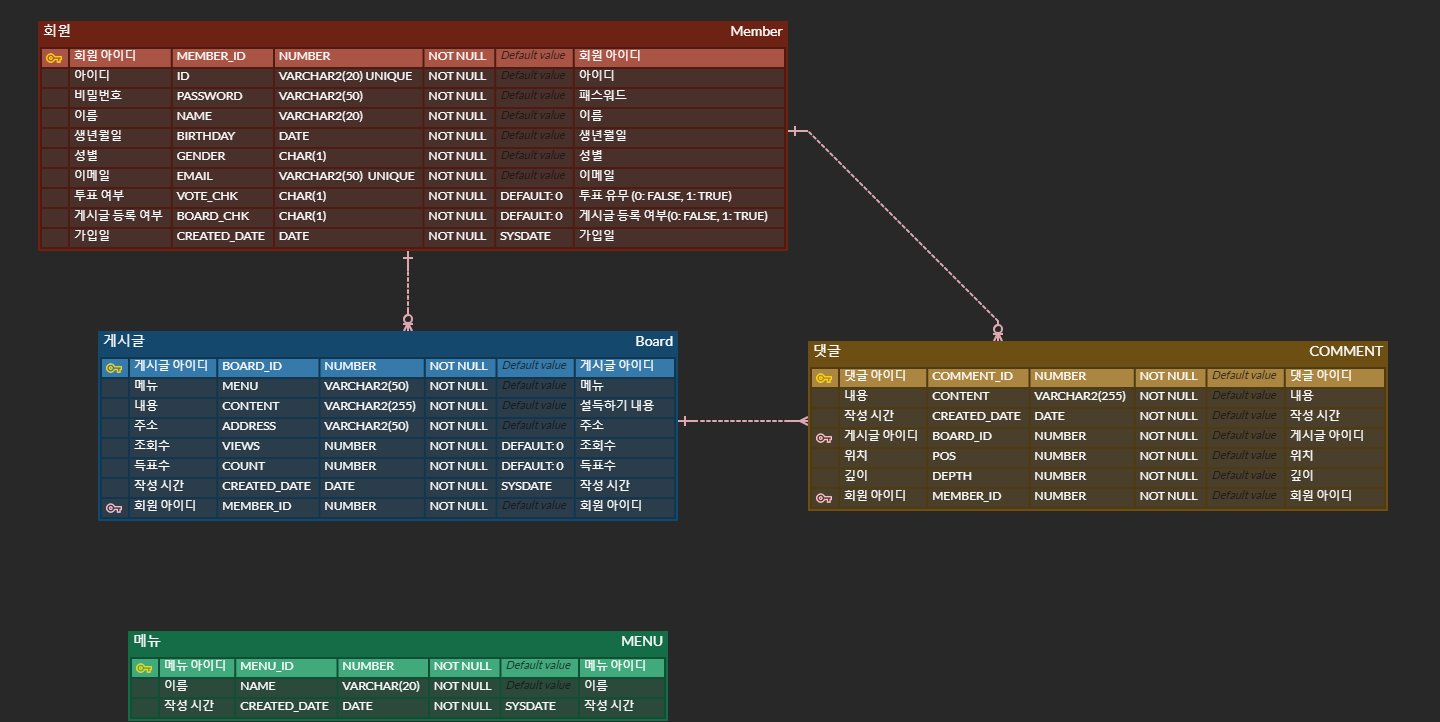 회원 Member
회원 아이디 MEMBER_ID NUMBER NOT NULL Default value 회원 아이디
아이디 ID VARCHAR2(20) UNIQUE NOT NULL Default value 아이디
비밀번호 PASSWORD VARCHAR2(50) NOT NULL Default value 패스워드
이름 NAME VARCHAR2(20) NOT NULL Default value 이름
생년월일 BIRTHDAY DATE NOT NULL Default value 생년월일
성별 GENDER CHAR(1) NOT NULL Default value 성별
이메일 EMAIL VARCHAR2(50) UNIQUE NOT NULL Default value 이메일
투표 여부 VOTE_CHK CHAR(1) NOT NULL DEFAULT: 0 투표 유무 (0: FALSE, 1: TRUE)
게시글 등록 여부 BOARD_CHK CHAR(1) NOT NULL DEFAULT: 0 게시글 등록 여부(0: FALSE, 1: TRUE)
가입일 CREATED_DATE DATE NOT NULL SYSDATE 가입일
게시글 Board
게시글 아이디 BOARD_ID NUMBER NOT NULL Default value 게시글 아이디
메뉴 MENU VARCHAR2(50) NOT NULL Default value 메뉴
내용 CONTENT VARCHAR2(255) NOT NULL Default value 설득하기 내용
주소 ADDRESS VARCHAR2(50) NOT NULL Default value 주소
조회수 VIEWS NUMBER NOT NULL DEFAULT: 0 조회수
득표수 COUNT NUMBER NOT NULL DEFAULT: 0 득표수
작성 시간 CREATED_DATE DATE NOT NULL SYSDATE 작성 시간
회원 아이디 MEMBER_ID NUMBER NOT NULL Default value 회원 아이디
댓글 COMMENT
댓글 아이디 COMMENT_ID NUMBER NOT NULL Default value 댓글 아이디
내용 CONTENT VARCHAR2(255) NOT NULL Default value 내용
작성 시간 CREATED_DATE DATE NOT NULL Default value 작성 시간
게시글 아이디 BOARD_ID NUMBER NOT NULL Default value 게시글 아이디
위치 POS NUMBER NOT NULL Default value 위치
깊이 DEPTH NUMBER NOT NULL Default value 깊이
회원 아이디 MEMBER_ID NUMBER NOT NULL Default value 회원 아이디
메뉴 MENU
메뉴 아이디 MENU_ID NUMBER NOT NULL Default value 메뉴 아이디
이름 NAME VARCHAR(20) NOT NULL Default value 이름
작성 시간 CREATED_DATE DATE NOT NULL SYSDATE 작성 시간